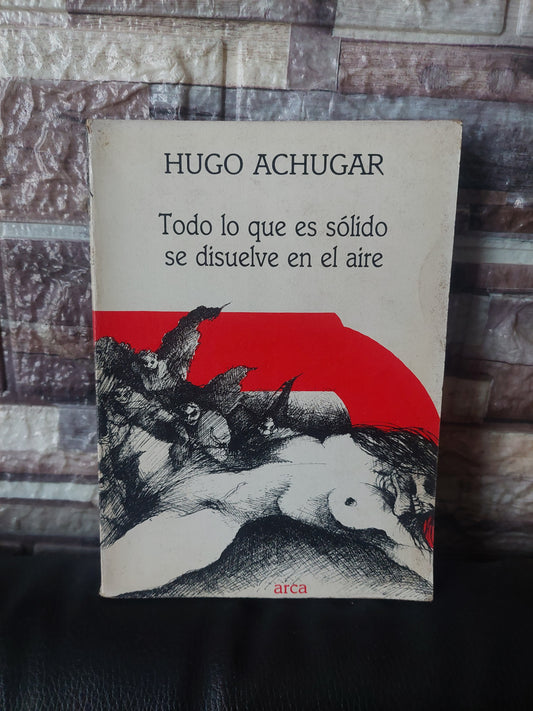 HUGO ACHUGAR
Todo lo que es sólido
se disuelve en el aire
arca